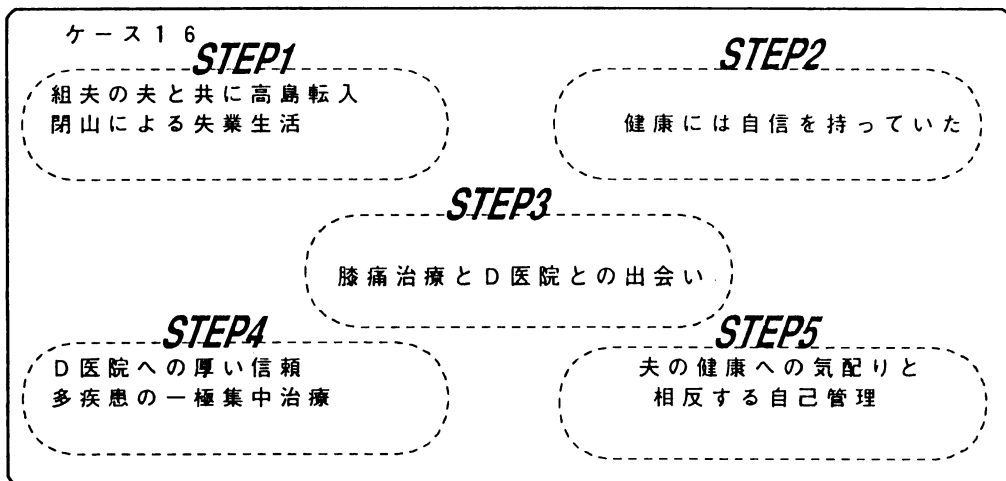 ケース16
STEP1
組夫の夫と共に高島転入
閉山による失業生活
STEP2
健康には自信を持っていた
STEP3
膝痛治療とD医院との出会い
STEP4
D医院への厚い信頼
多疾患の一極集中治療
STEP5
夫の健康への気配りと
相反する自己管理